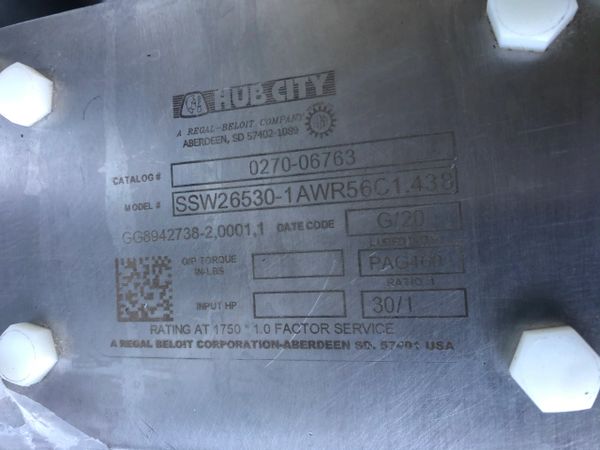 HUB CITY
A REGAL-BELOIT COMPANY
ABERDEEN, SD 57402-1089
CATALOG # 0270-06763
MODEL # SSW26530-1AWR56C1.438
GG8942738-2,0001,1 DATE CODE G/20
O/P TORQUE IN-LBS PAG460
RATIO :1
INPUT HP 30/1
RATING AT 1750 * 1.0 FACTOR SERVICE
A REGAL BELOIT CORPORATION-ABERDEEN SD. 57401 USA